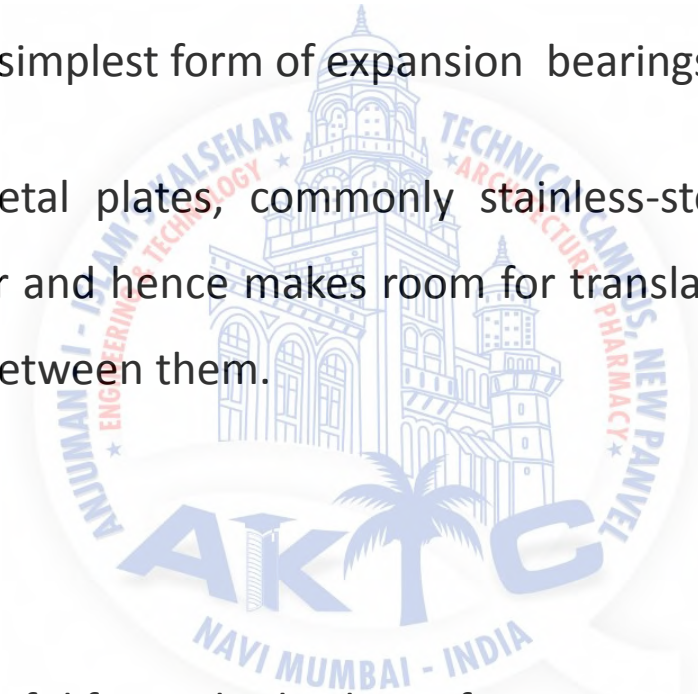 simplest form of expansion bearings
etal plates, commonly stainless-ste
r and hence makes room for transla
etween them.
ANJUMAN - I - ISLAM'S KALSEKAR TECHNICAL CAMPUS, NEW PANVEL
ENGINEERING & TECHNOLOGY ★ ★ ARCHITECTURE ★ PHARMACY ★
AKTC
NAVI MUMBAI - INDIA